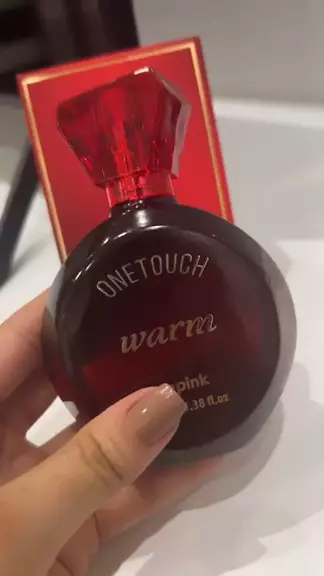 ONETOUCH
warm
pink
.38 fl.oz